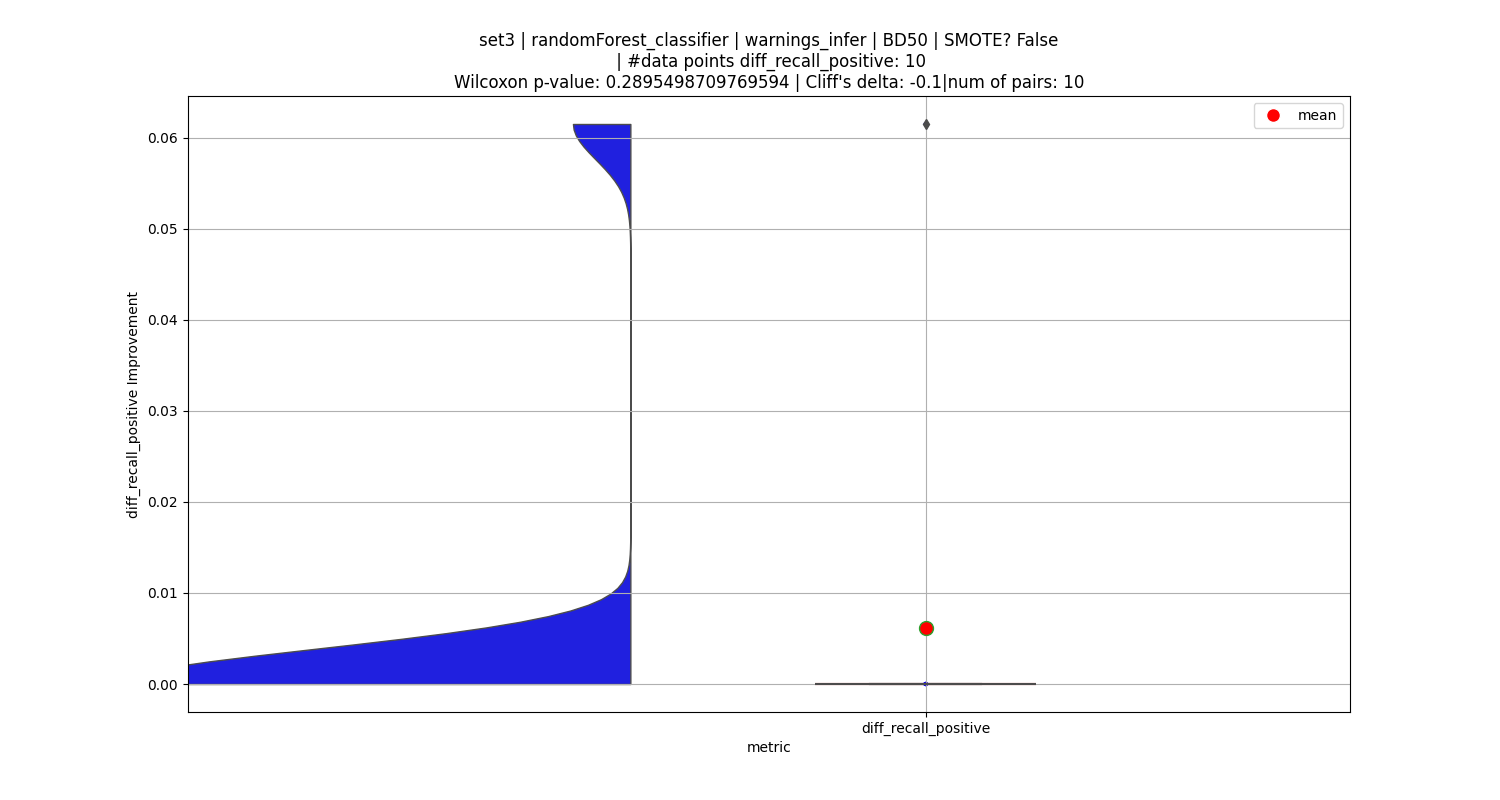 set3 | randomForest_classifier | warnings_infer | BD50 | SMOTE? False
| #data points diff_recall_positive: 10
Wilcoxon p-value: 0.2895498709769594 | Cliff's delta: -0.1|num of pairs: 10
mean
0.06
0.05
0.04
0.03
0.02
0.01
0.00
diff_recall_positive Improvement
diff_recall_positive
metric